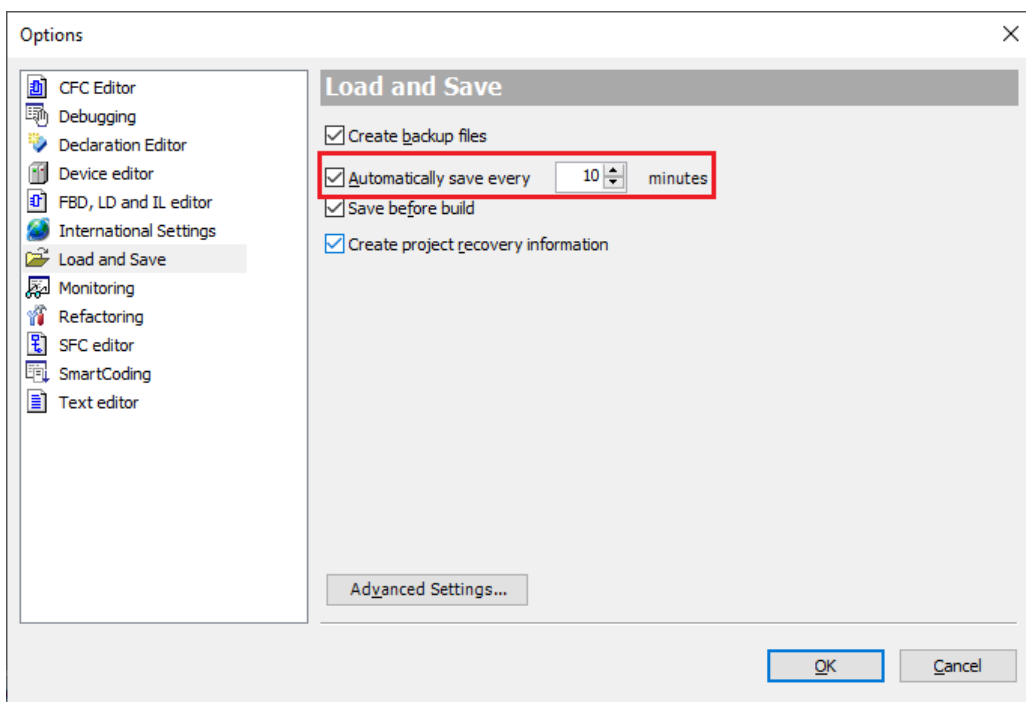 Options
CFC Editor
Debugging
Declaration Editor
Device editor
FBD, LD and IL editor
International Settings
Load and Save
Monitoring
Refactoring
SFC editor
SmartCoding
Text editor
Load and Save
Create backup files
Automatically save every 10 minutes
Save before build
Create project recovery information
Advanced Settings...
OK Cancel